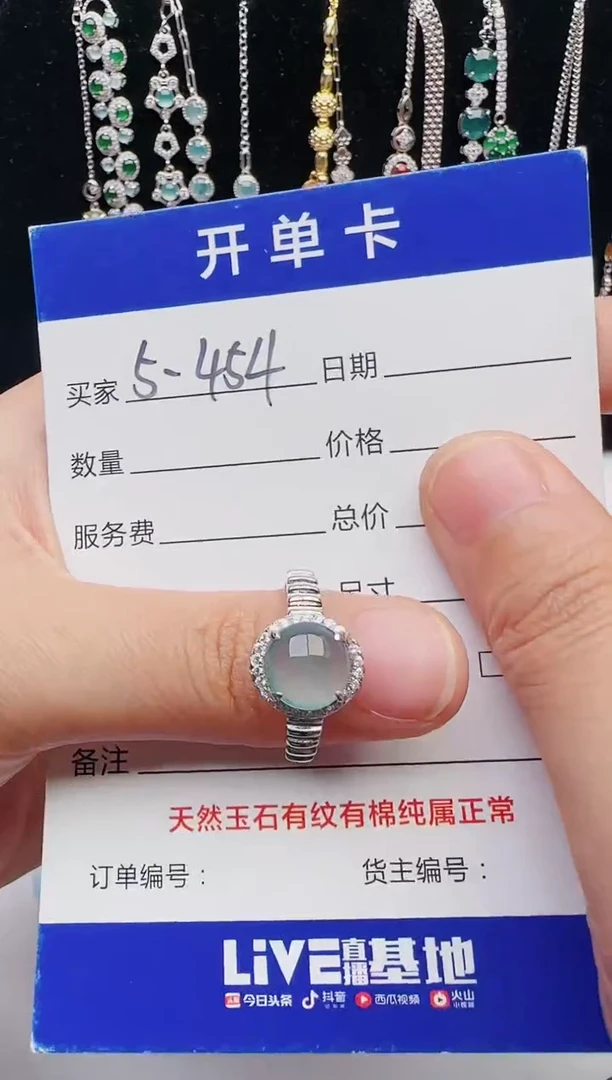 开单卡
买家 5-454 日期
数量 价格
服务费 总价
尺寸
备注
天然玉石有纹有棉纯属正常
订单编号： 货主编号：
LiVE直播基地
今日头条 抖音 西瓜视频 火山小视频